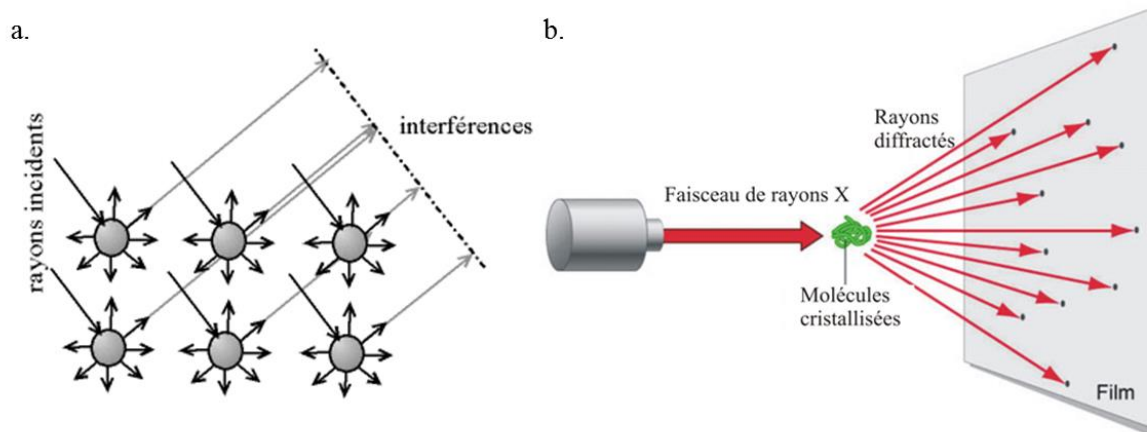 a.
rayons incidents
interférences
b.
Rayons
diffractés
Faisceau de rayons X
Molécules
cristallisées
Film